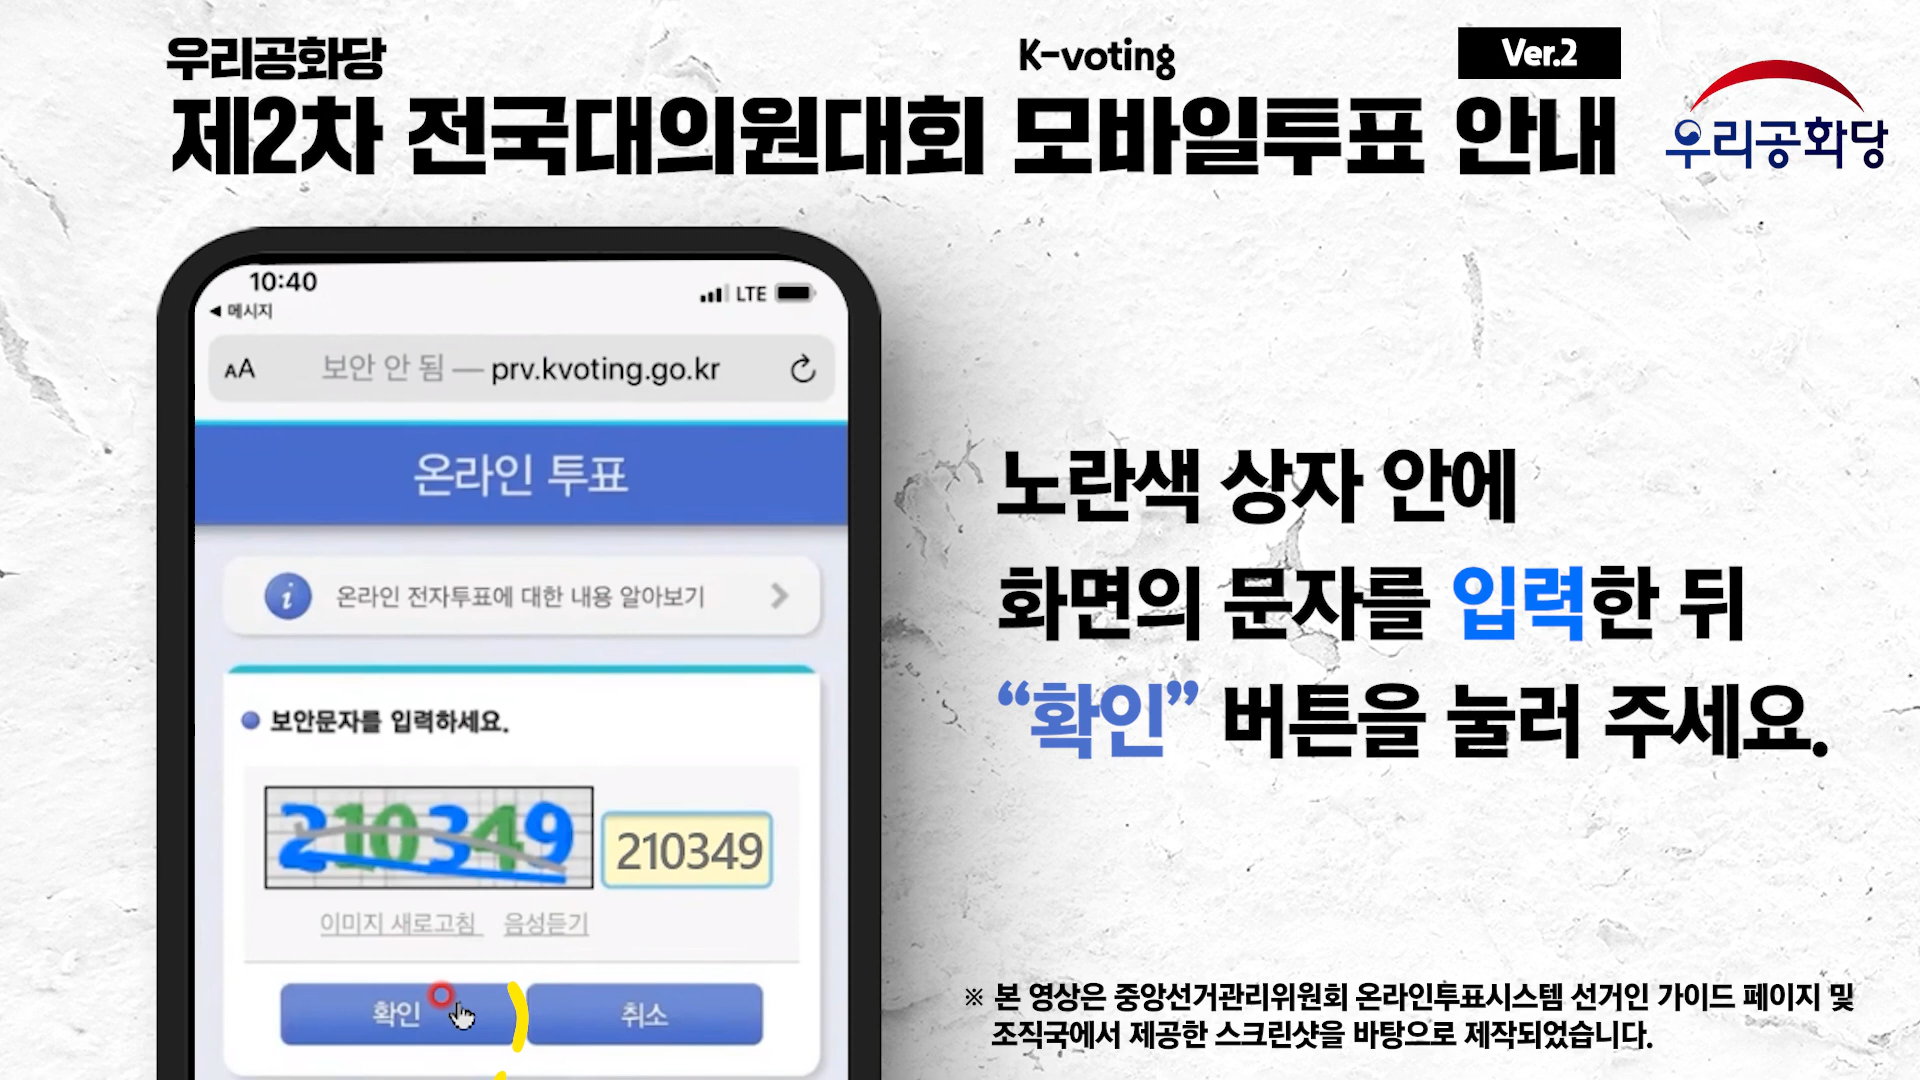 우리공화당
K-voting
Ver.2
제2차 전국대의원대회 모바일투표 안내
우리공화당
10:40
LTE
◀ 메시지
AA 보안 안 됨 — prv.kvoting.go.kr
온라인 투표
i 온라인 전자투표에 대한 내용 알아보기
보안문자를 입력하세요.
210349
210349
이미지 새로고침 음성듣기
확인 취소
노란색 상자 안에
화면의 문자를 입력한 뒤
“확인” 버튼을 눌러 주세요.
※ 본 영상은 중앙선거관리위원회 온라인투표시스템 선거인 가이드 페이지 및
조직국에서 제공한 스크린샷을 바탕으로 제작되었습니다.